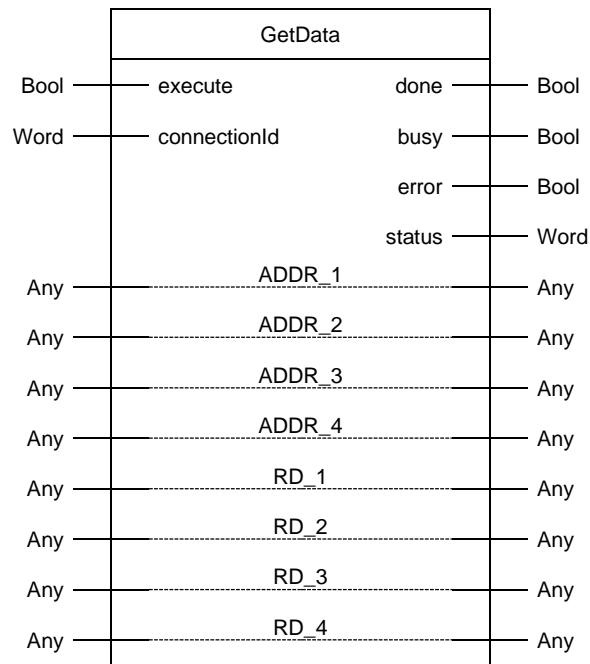 GetData
Bool execute done Bool
Word connectionId busy Bool
error Bool
status Word
Any ADDR_1 Any
Any ADDR_2 Any
Any ADDR_3 Any
Any ADDR_4 Any
Any RD_1 Any
Any RD_2 Any
Any RD_3 Any
Any RD_4 Any